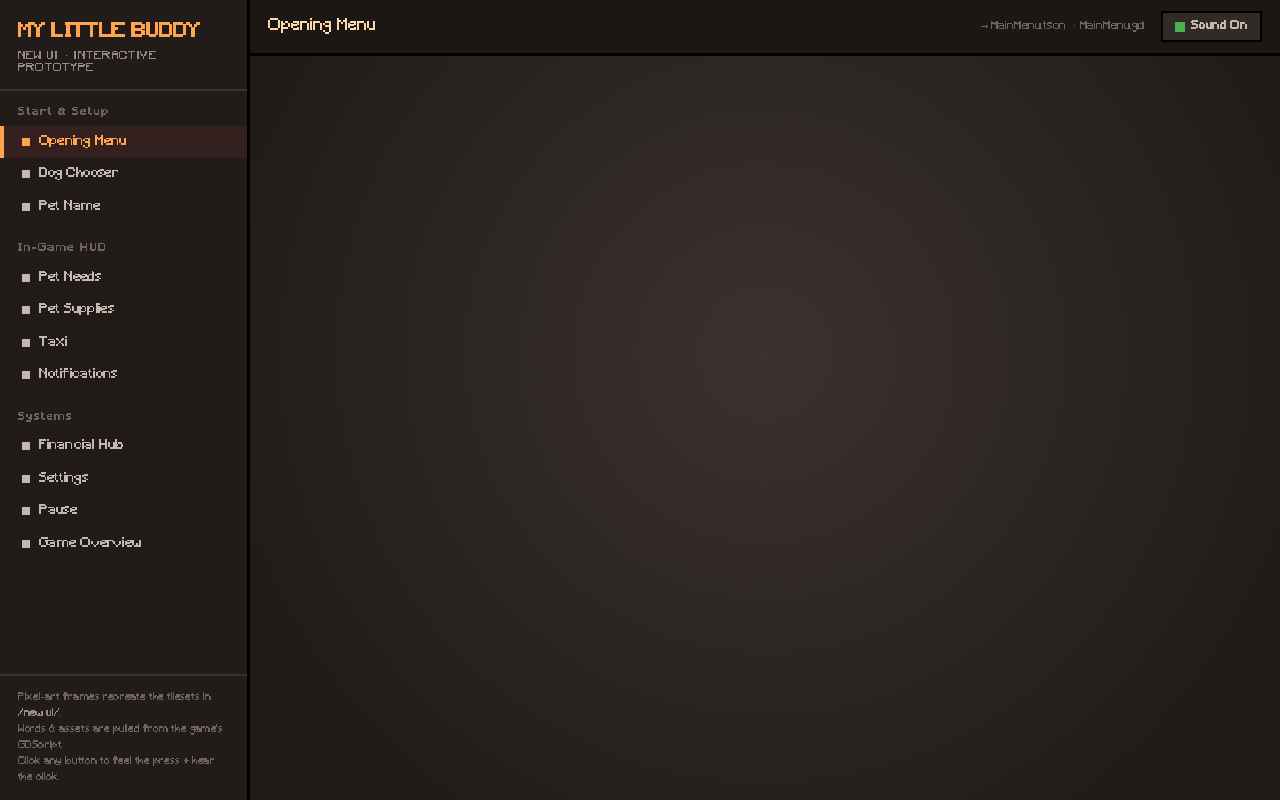 MY LITTLE BUDDY
NEW UI · INTERACTIVE
PROTOTYPE
Start & Setup
Opening Menu
Dog Chooser
Pet Name
In-Game HUD
Pet Needs
Pet Supplies
Taxi
Notifications
Systems
Financial Hub
Settings
Pause
Game Overview
Pixel-art frames recreate the tilesets in
/new ui/.
Words & assets are pulled from the game's
GDScript.
Click any button to feel the press + hear
the click.
Opening Menu
→ MainMenu.tscn · MainMenu.gd
Sound On